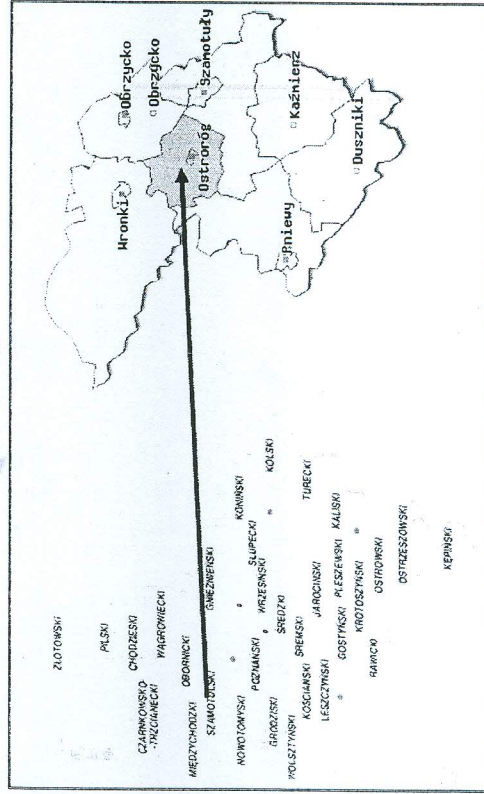 ZŁOTOWSKI
PILSKI
CHODZIESKI
CZARNKOWSKO
-TRZCIANECKI
WĄGROWIECKI
MIĘDZYCHODZKI
OBORNICKI
SZAMOTULSKI
GNIEŹNIEŃSKI
NOWOTOMYSKI
POZNAŃSKI
WRZESIŃSKI
SŁUPECKI
KONIŃSKI
KOLSKI
GRODZISKI
ŚREDZKI
WOLSZTYŃSKI
KOŚCIAŃSKI
ŚREMSKI
JAROCIŃSKI
TURECKI
LESZCZYŃSKI
GOSTYŃSKI
PLESZEWSKI
KALISKI
KROTOSZYŃSKI
RAWICKI
OSTROWSKI
OSTRZESZOWSKI
KĘPIŃSKI
Wronki
Obrzycko
Obrzycko
Ostroróg
Szamotuły
Pniewy
Kaźmierz
Duszniki